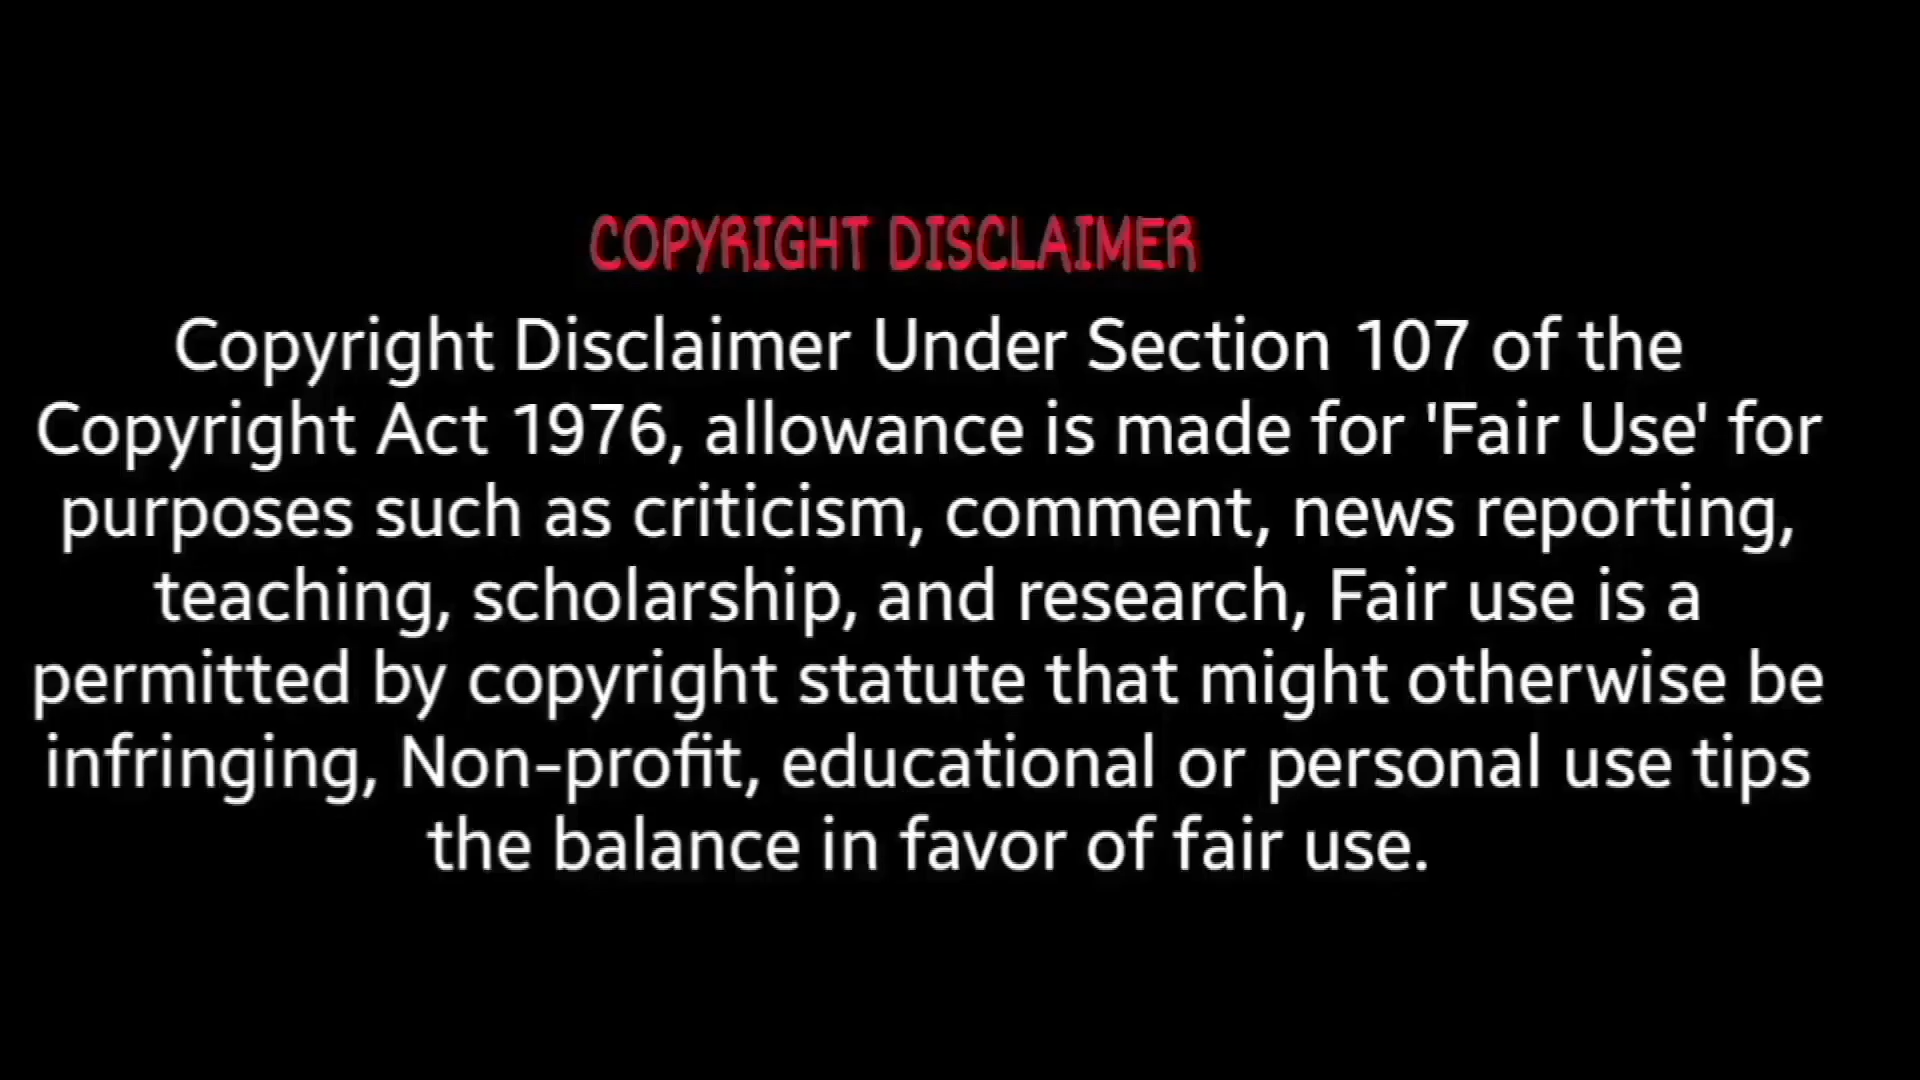 COPYRIGHT DISCLAIMER
Copyright Disclaimer Under Section 107 of the
Copyright Act 1976, allowance is made for 'Fair Use' for
purposes such as criticism, comment, news reporting,
teaching, scholarship, and research, Fair use is a
permitted by copyright statute that might otherwise be
infringing, Non-profit, educational or personal use tips
the balance in favor of fair use.